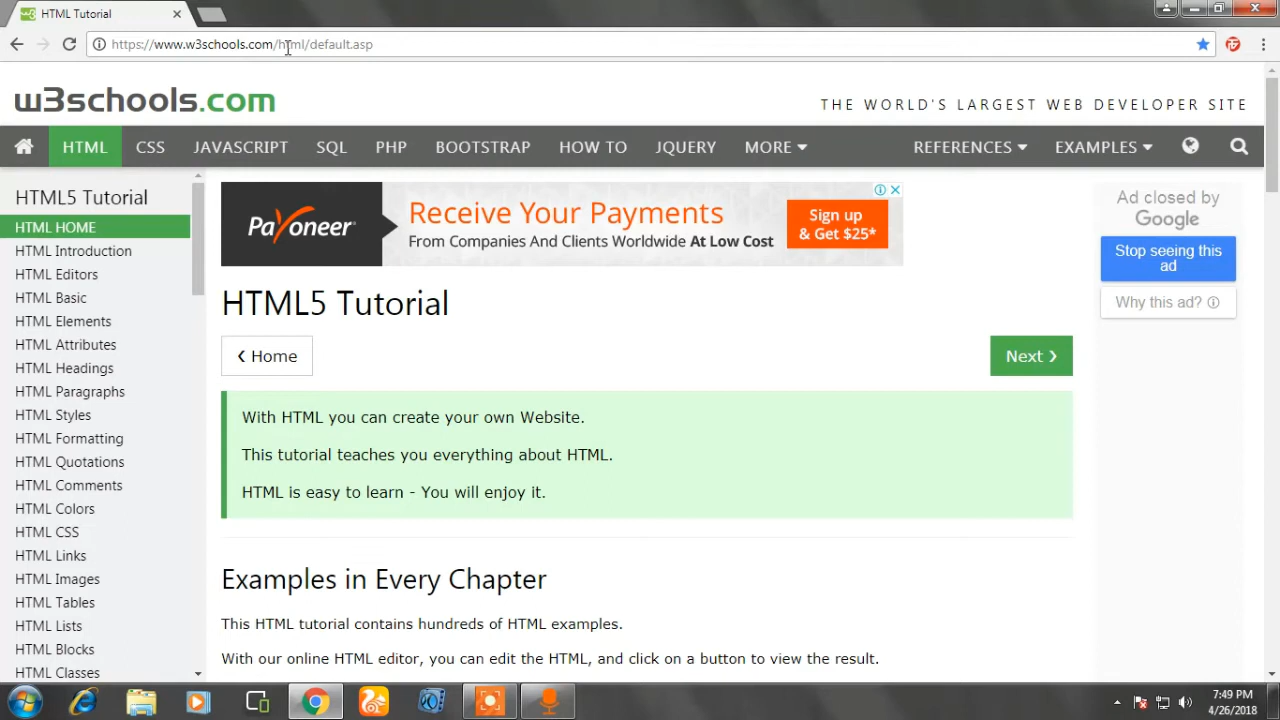 HTML Tutorial
https://www.w3schools.com/html/default.asp
w3schools.com
THE WORLD'S LARGEST WEB DEVELOPER SITE
HTML CSS JAVASCRIPT SQL PHP BOOTSTRAP HOW TO JQUERY MORE REFERENCES EXAMPLES
HTML5 Tutorial
HTML HOME
HTML Introduction
HTML Editors
HTML Basic
HTML Elements
HTML Attributes
HTML Headings
HTML Paragraphs
HTML Styles
HTML Formatting
HTML Quotations
HTML Comments
HTML Colors
HTML CSS
HTML Links
HTML Images
HTML Tables
HTML Lists
HTML Blocks
HTML Classes
Payoneer
Receive Your Payments
From Companies And Clients Worldwide At Low Cost
Sign up
& Get $25*
HTML5 Tutorial
❮ Home
Next ❯
With HTML you can create your own Website.
This tutorial teaches you everything about HTML.
HTML is easy to learn - You will enjoy it.
Examples in Every Chapter
This HTML tutorial contains hundreds of HTML examples.
With our online HTML editor, you can edit the HTML, and click on a button to view the result.
Ad closed by
Google
Stop seeing this
ad
Why this ad?
7:49 PM
4/26/2018